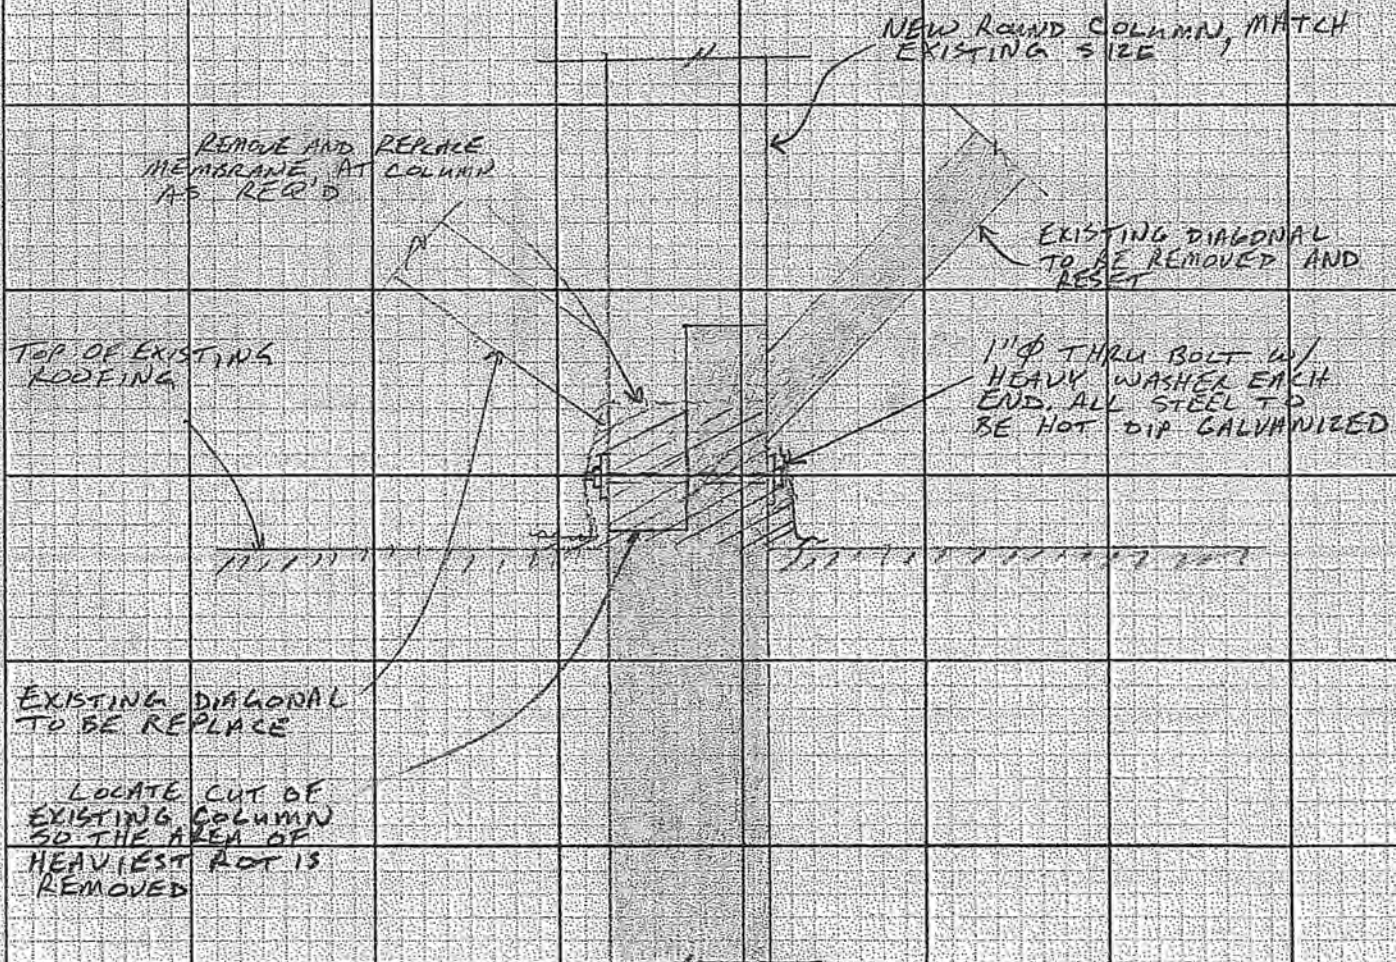 NEW ROUND COLUMN, MATCH
EXISTING SIZE
REMOVE AND REPLACE
MEMBRANE, AT COLUMN
AS REQ'D
EXISTING DIAGONAL
TO BE REMOVED AND
RESET
TOP OF EXISTING
ROOFING
1"Ø THRU BOLT W/
HEAVY WASHER EACH
END. ALL STEEL TO
BE HOT DIP GALVANIZED
EXISTING DIAGONAL
TO BE REPLACE
LOCATE CUT OF
EXISTING COLUMN
SO THE AREA OF
HEAVIEST ROT IS
REMOVED